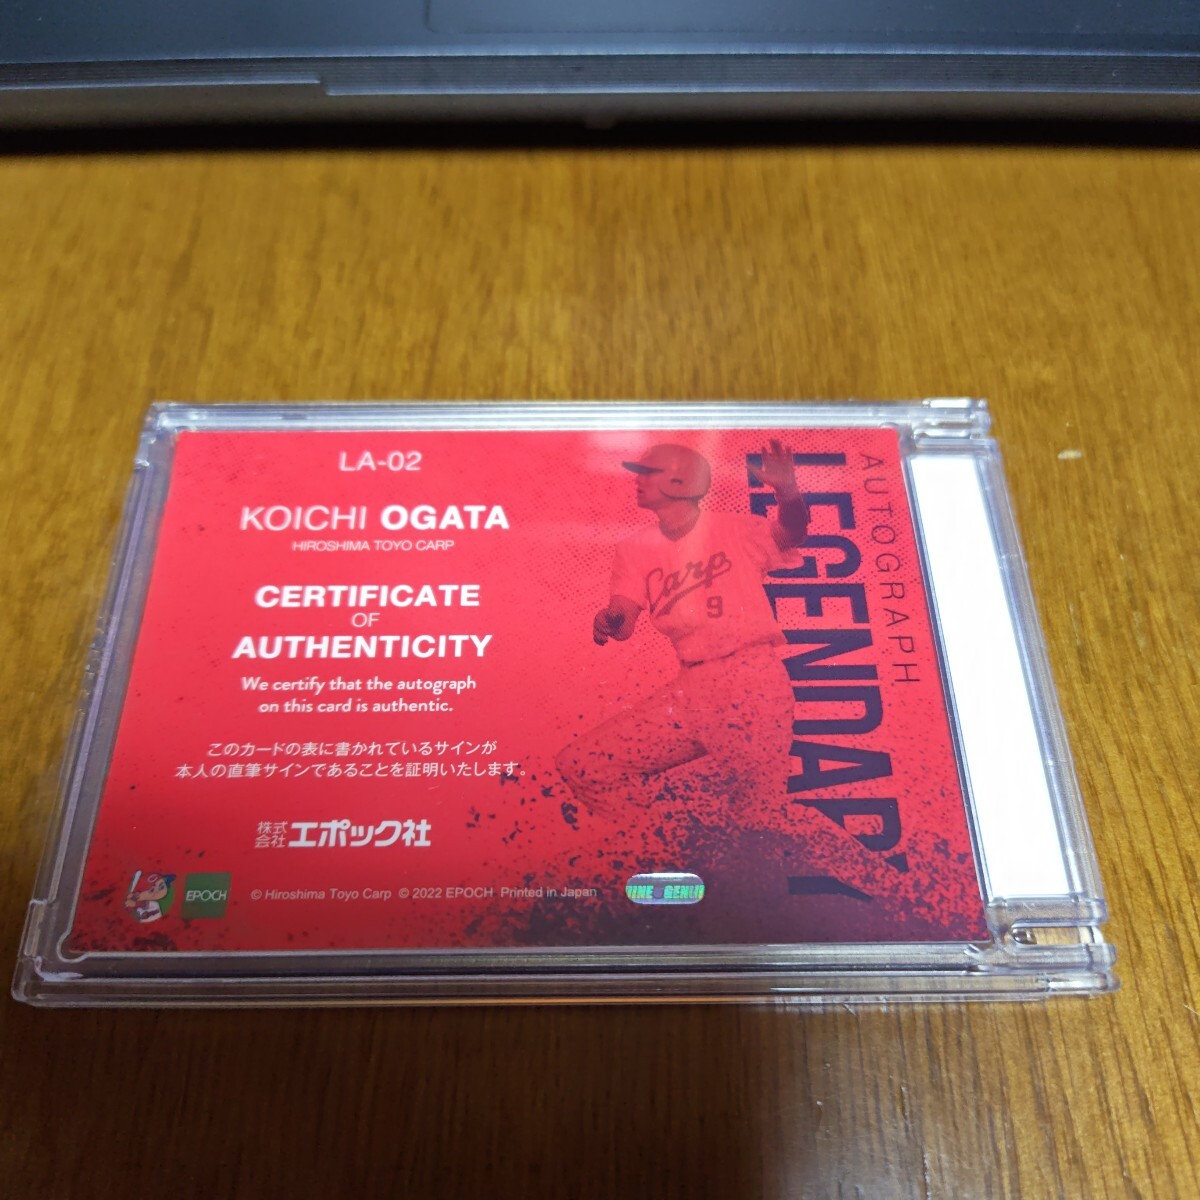 LA-02
KOICHI OGATA
HIROSHIMA TOYO CARP
CERTIFICATE
OF
AUTHENTICITY
We certify that the autograph
on this card is authentic.
このカードの表に書かれているサインが
本人の直筆サインであることを証明いたします。
株式会社エポック社
EPOCH
© Hiroshima Toyo Carp © 2022 EPOCH Printed in Japan
Carp
9
AUTOGRAPH
LEGENDARY